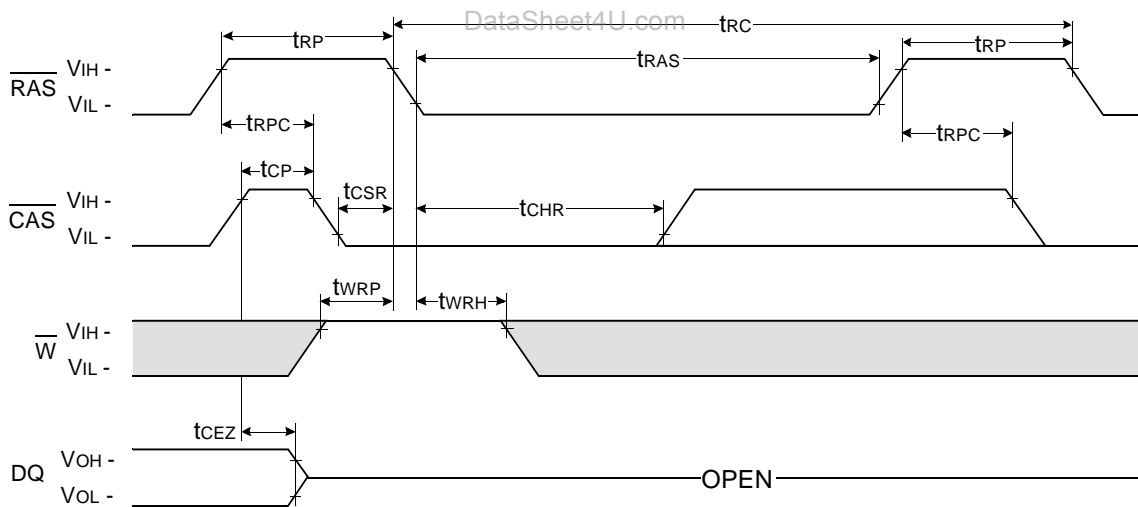 DataSheet4U.com
tRP
tRC
tRAS
tRP
RAS
VIH -
VIL -
tRPC
tRPC
tCP
tCSR
tCHR
CAS
VIH -
VIL -
tWRP
tWRH
W
VIH -
VIL -
tCEZ
DQ
VOH -
VOL -
OPEN